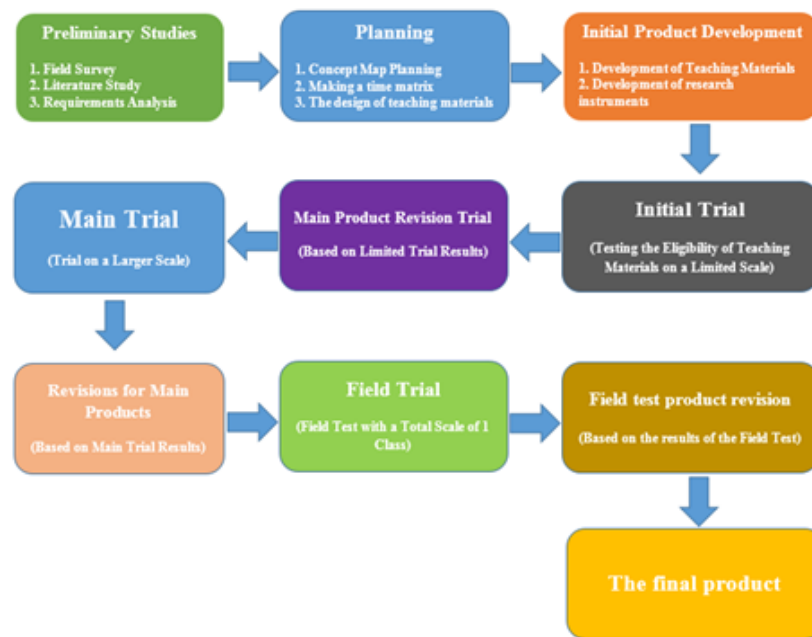 Preliminary Studies
1. Field Survey
2. Literature Study
3. Requirements Analysis
Planning
1. Concept Map Planning
2. Making a time matrix
3. The design of teaching materials
Initial Product Development
1. Development of Teaching Materials
2. Development of research
instruments
Initial Trial
(Testing the Eligibility of Teaching
Materials on a Limited Scale)
Main Product Revision Trial
(Based on Limited Trial Results)
Main Trial
(Trial on a Larger Scale)
Revisions for Main
Products
(Based on Main Trial Results)
Field Trial
(Field Test with a Total Scale of 1
Class)
Field test product revision
(Based on the results of the Field Test)
The final product